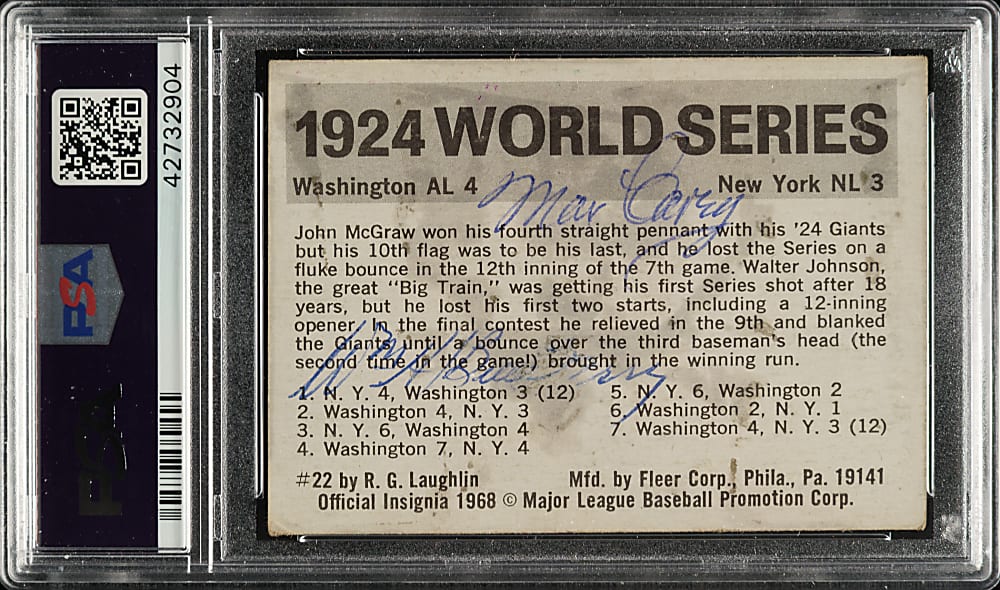 42732904
PSA
PSA
1924 WORLD SERIES
Washington AL 4 New York NL 3
Max Carey
John McGraw won his fourth straight pennant with his '24 Giants
but his 10th flag was to be his last, and he lost the Series on a
fluke bounce in the 12th inning of the 7th game. Walter Johnson,
the great "Big Train," was getting his first Series shot after 18
years, but he lost his first two starts, including a 12-inning
opener. In the final contest he relieved in the 9th and blanked
the Giants until a bounce over the third baseman's head (the
second time in the game!) brought in the winning run.
1. N. Y. 4, Washington 3 (12)
2. Washington 4, N. Y. 3
3. N. Y. 6, Washington 4
4. Washington 7, N. Y. 4
5. N. Y. 6, Washington 2
6. Washington 2, N. Y. 1
7. Washington 4, N. Y. 3 (12)
#22 by R. G. Laughlin Mfd. by Fleer Corp., Phila., Pa. 19141
Official Insignia 1968 © Major League Baseball Promotion Corp.